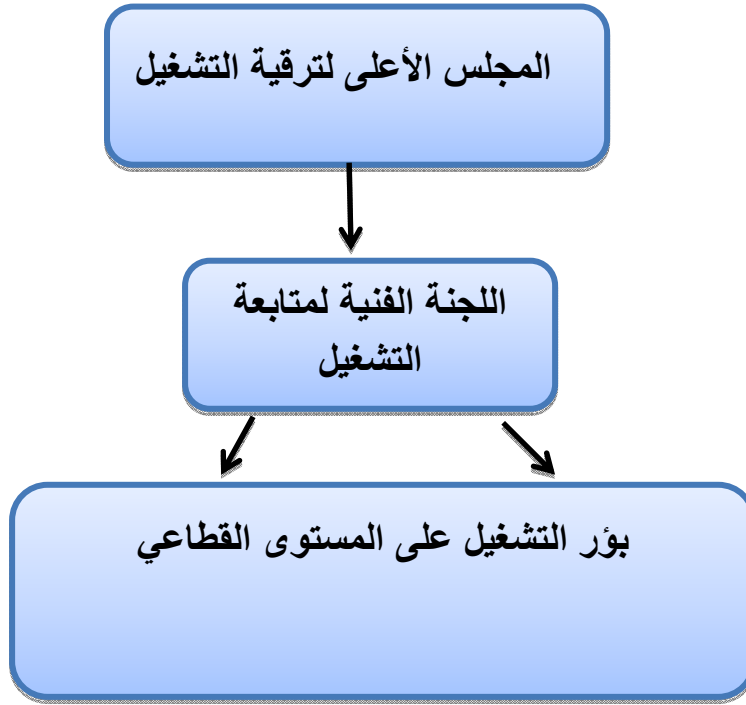 المجلس الأعلى لترقية التشغيل
اللجنة الفنية لمتابعة
التشغيل
بؤر التشغيل على المستوى القطاعي